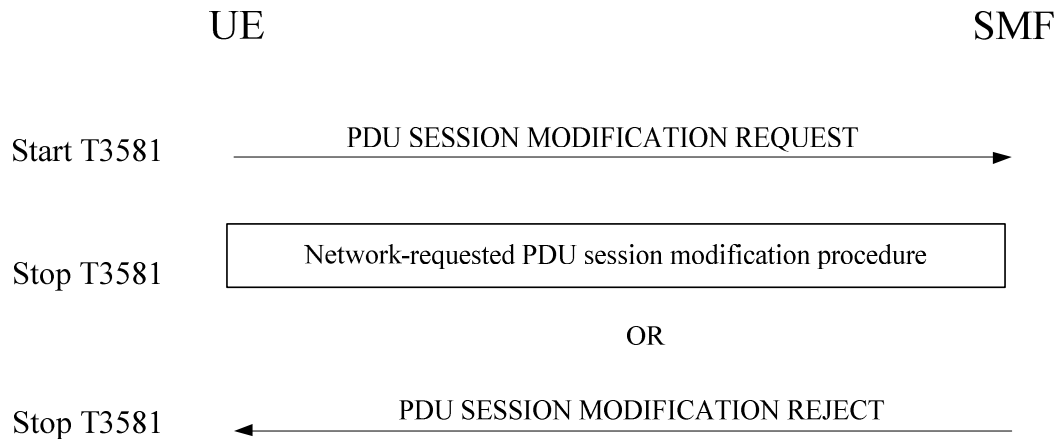 UE SMF
Start T3581 PDU SESSION MODIFICATION REQUEST
Stop T3581 Network-requested PDU session modification procedure
OR
Stop T3581 PDU SESSION MODIFICATION REJECT